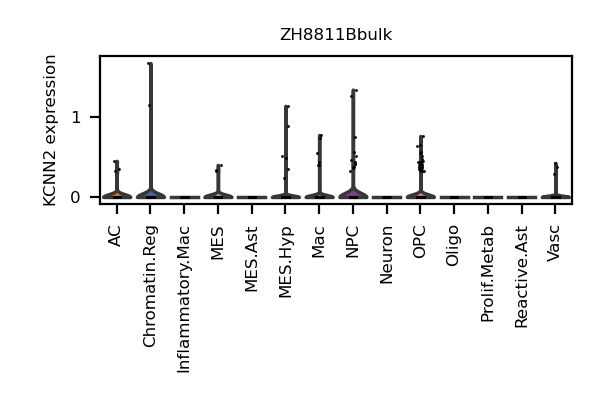 ZH8811Bbulk
KCNN2 expression
1
0
AC
Chromatin.Reg
Inflammatory.Mac
MES
MES.Ast
MES.Hyp
Mac
NPC
Neuron
OPC
Oligo
Prolif.Metab
Reactive.Ast
Vasc